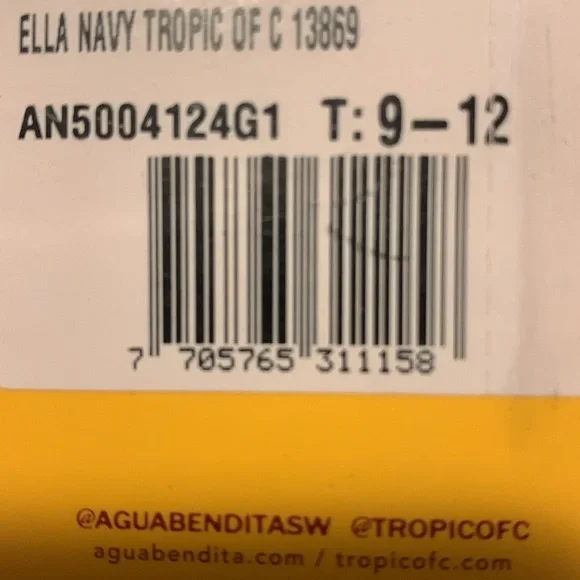 ELLA NAVY TROPIC OF C 13869
AN5004124G1 T: 9-12
7 705765 311158
@AGUABENDITASW @TROPICOFC
aguabendita.com / tropicofc.com